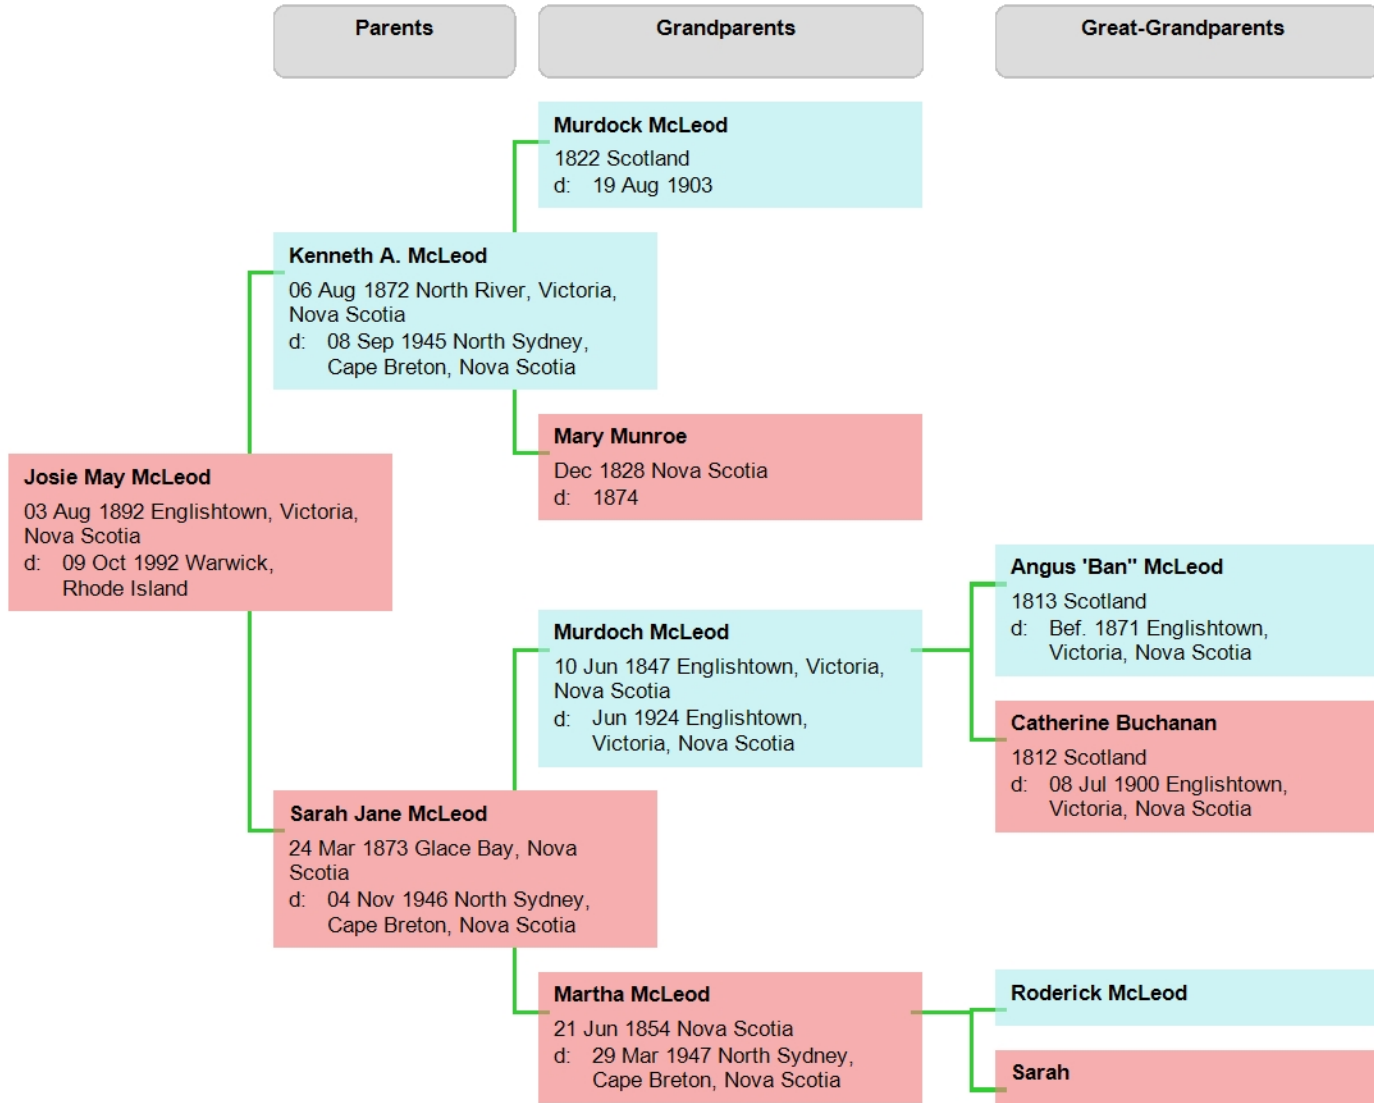 Parents
Grandparents
Great-Grandparents
Murdock McLeod
1822 Scotland
d: 19 Aug 1903
Kenneth A. McLeod
06 Aug 1872 North River, Victoria,
Nova Scotia
d: 08 Sep 1945 North Sydney,
Cape Breton, Nova Scotia
Mary Munroe
Dec 1828 Nova Scotia
d: 1874
Josie May McLeod
03 Aug 1892 Englishtown, Victoria,
Nova Scotia
d: 09 Oct 1992 Warwick,
Rhode Island
Angus 'Ban" McLeod
1813 Scotland
d: Bef. 1871 Englishtown,
Victoria, Nova Scotia
Murdoch McLeod
10 Jun 1847 Englishtown, Victoria,
Nova Scotia
d: Jun 1924 Englishtown,
Victoria, Nova Scotia
Catherine Buchanan
1812 Scotland
d: 08 Jul 1900 Englishtown,
Victoria, Nova Scotia
Sarah Jane McLeod
24 Mar 1873 Glace Bay, Nova
Scotia
d: 04 Nov 1946 North Sydney,
Cape Breton, Nova Scotia
Martha McLeod
21 Jun 1854 Nova Scotia
d: 29 Mar 1947 North Sydney,
Cape Breton, Nova Scotia
Roderick McLeod
Sarah